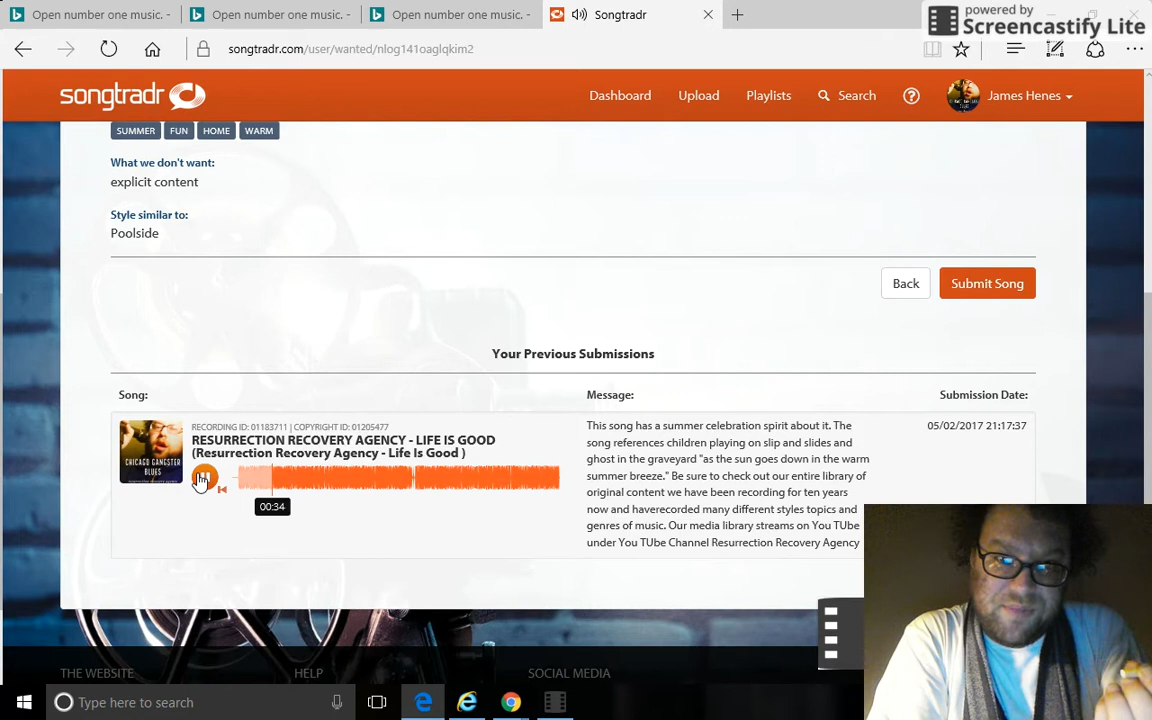 Open number one music. -
Open number one music. -
Open number one music. -
Songtradr
powered by
Screencastify Lite
songtradr.com/user/wanted/nlog141oaglqkim2
songtradr
Dashboard
Upload
Playlists
Search
James Henes
SUMMER
FUN
HOME
WARM
What we don't want:
explicit content
Style similar to:
Poolside
Back
Submit Song
Your Previous Submissions
Song:
Message:
Submission Date:
CHICAGO GANGSTER
BLUES
RECORDING ID: 01183711 | COPYRIGHT ID: 01205477
RESURRECTION RECOVERY AGENCY - LIFE IS GOOD
(Resurrection Recovery Agency - Life Is Good )
00:34
This song has a summer celebration spirit about it. The
song references children playing on slip and slides and
ghost in the graveyard "as the sun goes down in the warm
summer breeze." Be sure to check out our entire library of
original content we have been recording for ten years
now and haverecorded many different styles topics and
genres of music. Our media library streams on You TUbe
under You TUbe Channel Resurrection Recovery Agency
05/02/2017 21:17:37
THE WEBSITE
HELP
SOCIAL MEDIA
Type here to search